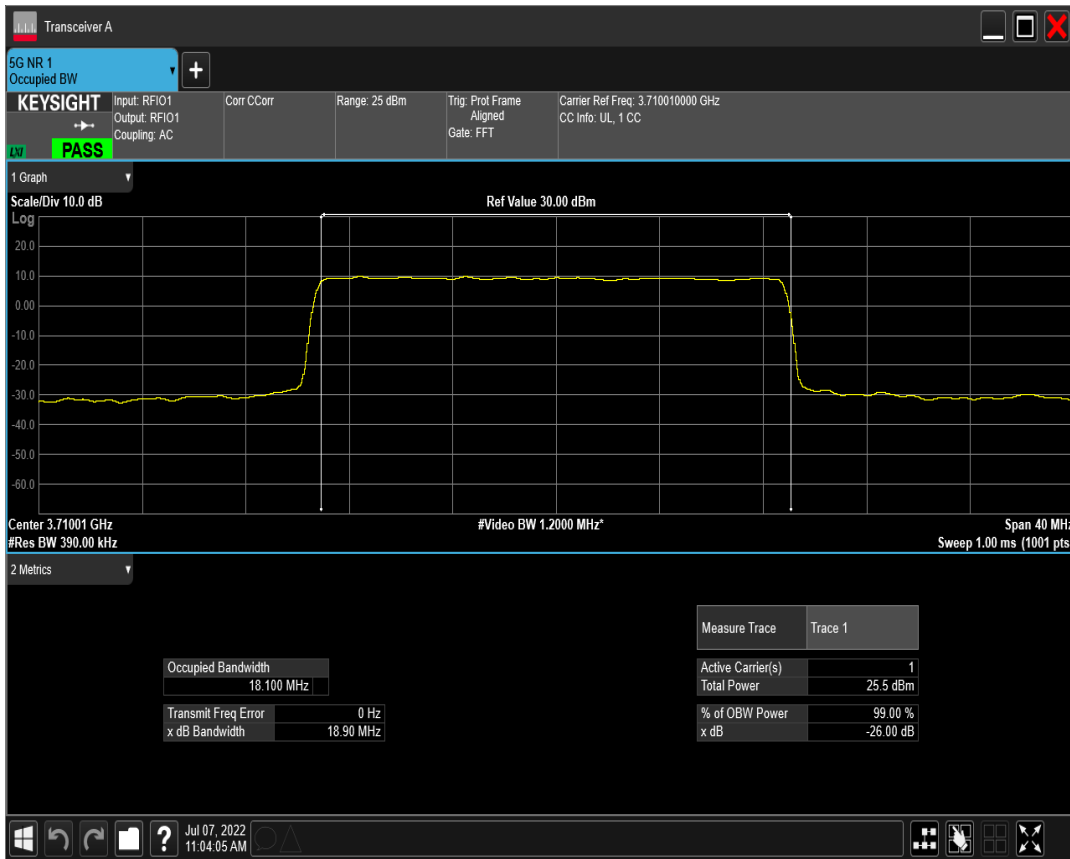 Transceiver A
5G NR 1
Occupied BW
+
KEYSIGHT
LXI
PASS
Input: RFIO1
Output: RFIO1
Coupling: AC
Corr CCorr
Range: 25 dBm
Trig: Prot Frame
Aligned
Gate: FFT
Carrier Ref Freq: 3.710010000 GHz
CC Info: UL, 1 CC
1 Graph
Scale/Div 10.0 dB
Ref Value 30.00 dBm
Log
20.0
10.0
0.00
-10.0
-20.0
-30.0
-40.0
-50.0
-60.0
Center 3.71001 GHz
#Video BW 1.2000 MHz*
Span 40 MHz
#Res BW 390.00 kHz
Sweep 1.00 ms (1001 pts
2 Metrics
Measure Trace Trace 1
Occupied Bandwidth
18.100 MHz
Active Carrier(s) 1
Total Power 25.5 dBm
Transmit Freq Error 0 Hz
x dB Bandwidth 18.90 MHz
% of OBW Power 99.00 %
x dB -26.00 dB
?
Jul 07, 2022
11:04:05 AM